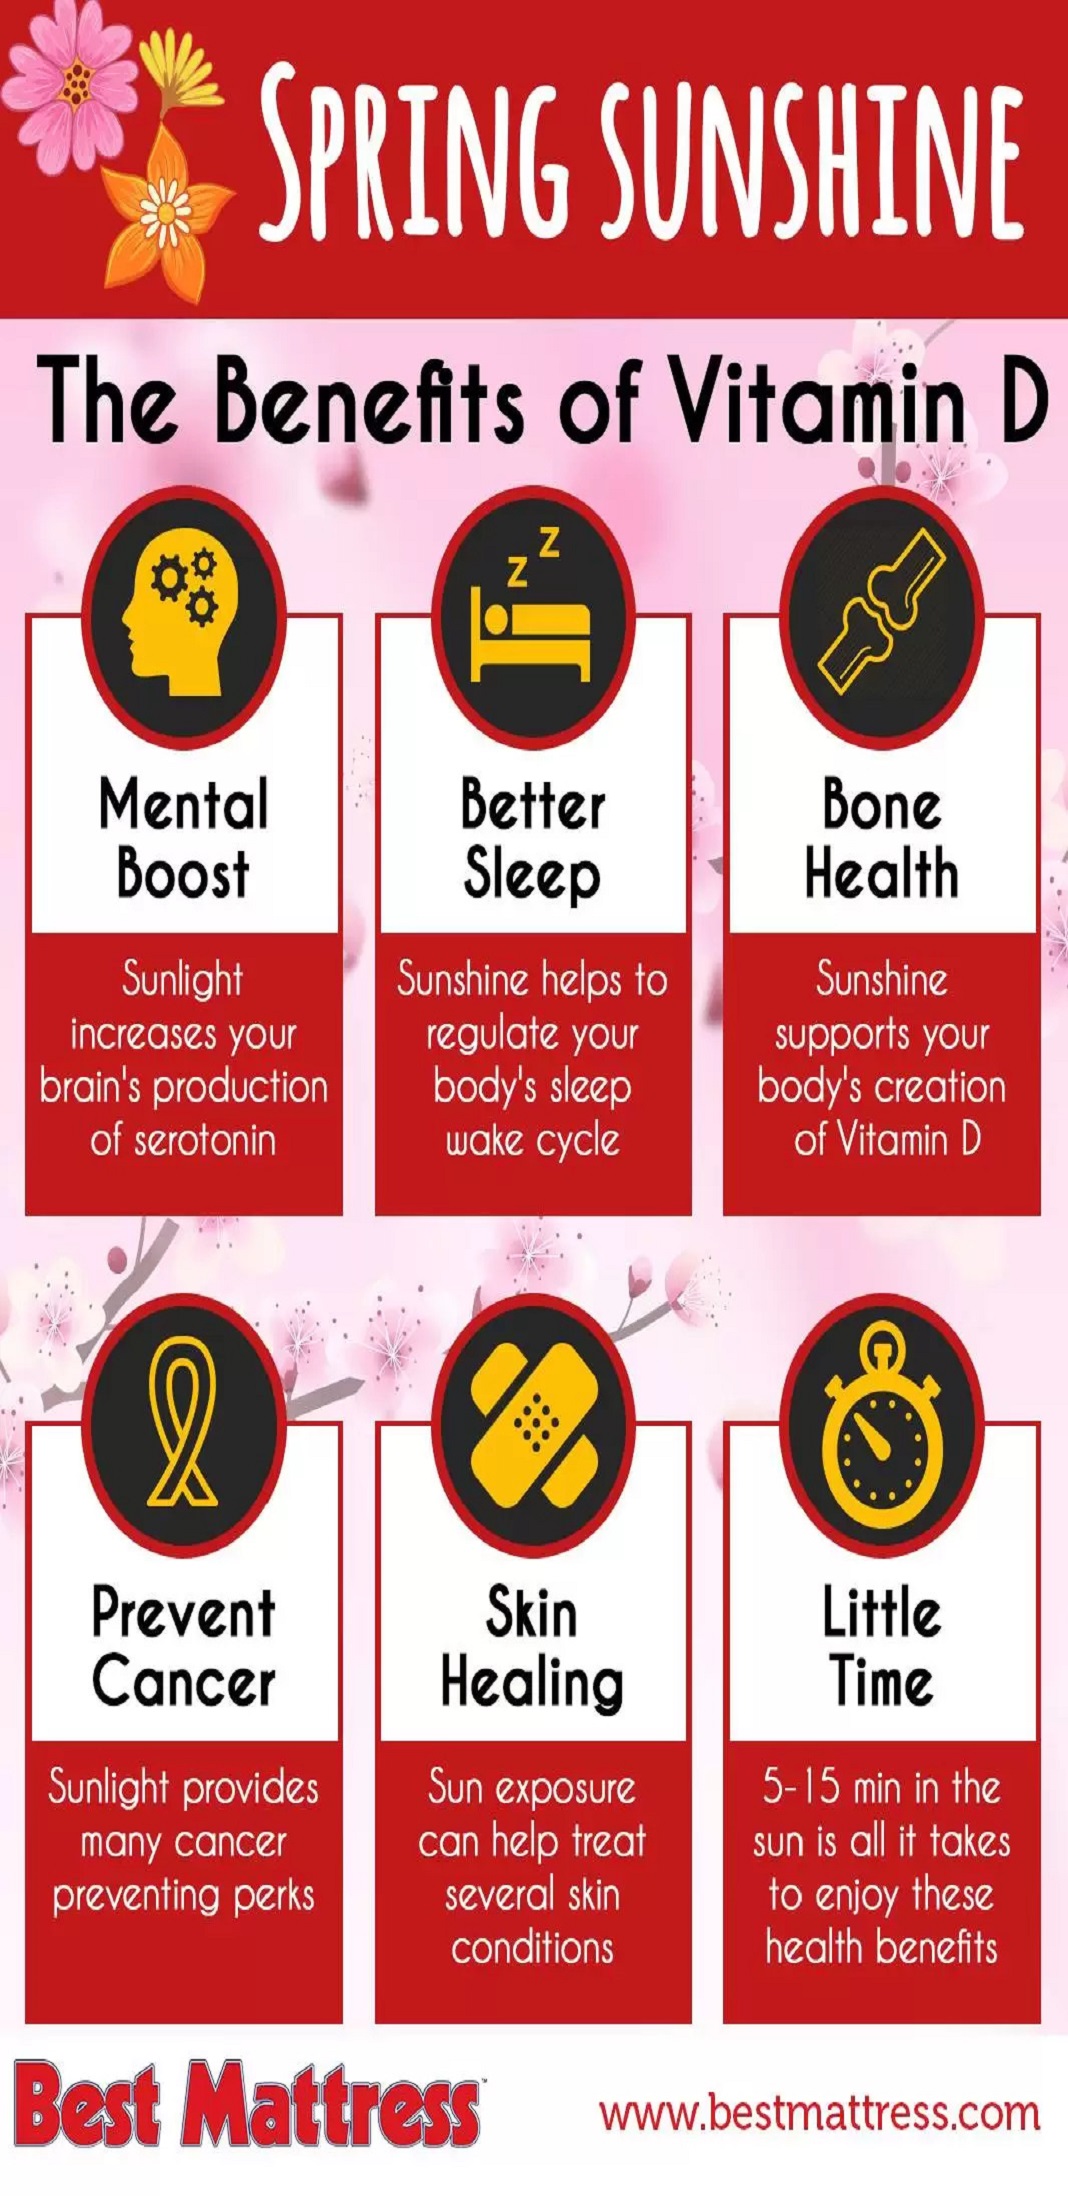 SPRING SUNSHINE
The Benefits of Vitamin D
z
z
Mental
Boost
Sunlight
increases your
brain's production
of serotonin
Better
Sleep
Sunshine helps to
regulate your
body's sleep
wake cycle
Bone
Health
Sunshine
supports your
body's creation
of Vitamin D
Prevent
Cancer
Sunlight provides
many cancer
preventing perks
Skin
Healing
Sun exposure
can help treat
several skin
conditions
Little
Time
5-15 min in the
sun is all it takes
to enjoy these
health benefits
Best Mattress
www.bestmattress.com